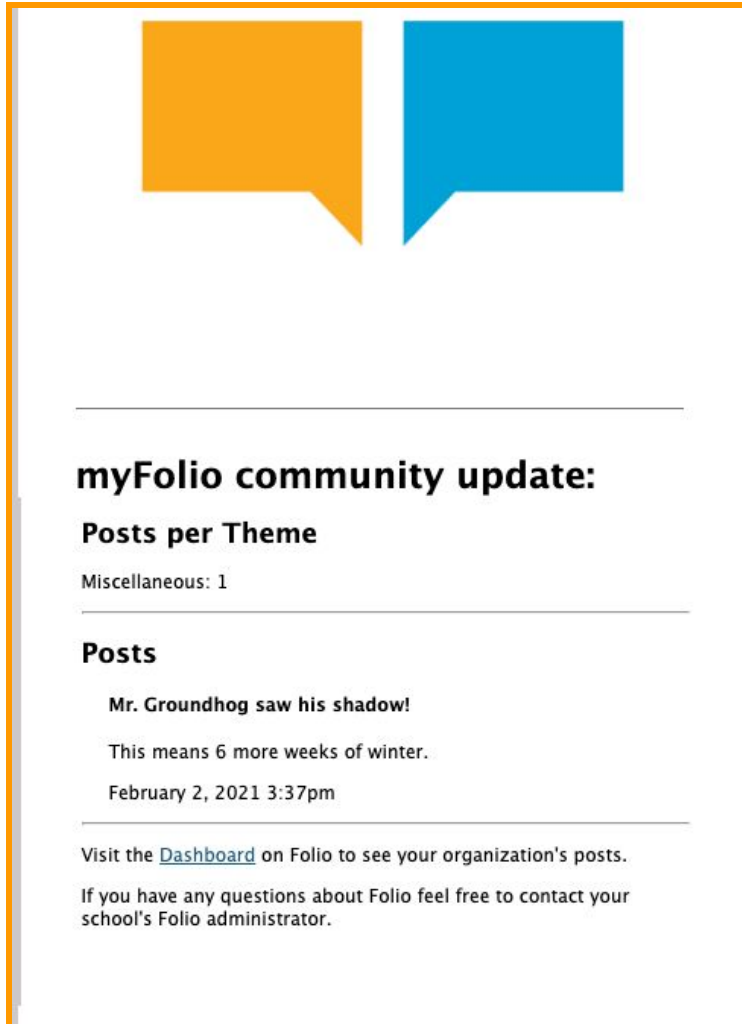 myFolio community update:
Posts per Theme
Miscellaneous: 1
Posts
Mr. Groundhog saw his shadow!
This means 6 more weeks of winter.
February 2, 2021 3:37pm
Visit the Dashboard on Folio to see your organization's posts.
If you have any questions about Folio feel free to contact your
school's Folio administrator.